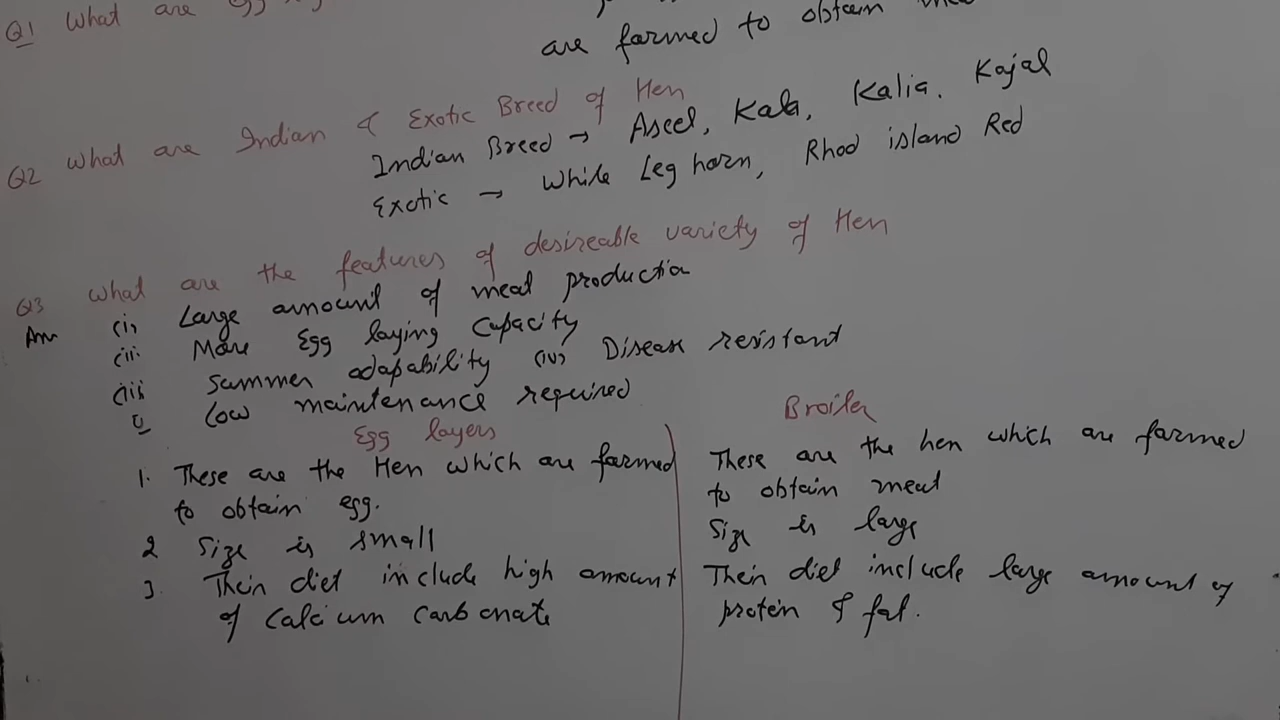 Q1 What are egg
are farmed to obtain
Q2 What are Indian & Exotic Breed of Hen
Indian Breed → Aseel, Kala, Kalia. Kajal
Exotic → While Leg horn, Rhod island Red
Q3 What are the features of desireable variety of Hen
Ans (i) Large amount of meat production
(ii More Egg laying capacity
(iii Summer adapability (iv) Disease resistant
v Low maintenance required
Egg layers
1. These are the Hen which are farmed
to obtain egg.
2 Size is small
3. Their diet include high amount
of Calcium Carbonate
Broiler
These are the hen which are farmed
to obtain meat
Size is large
Their diet include large amount of
protein & fat.